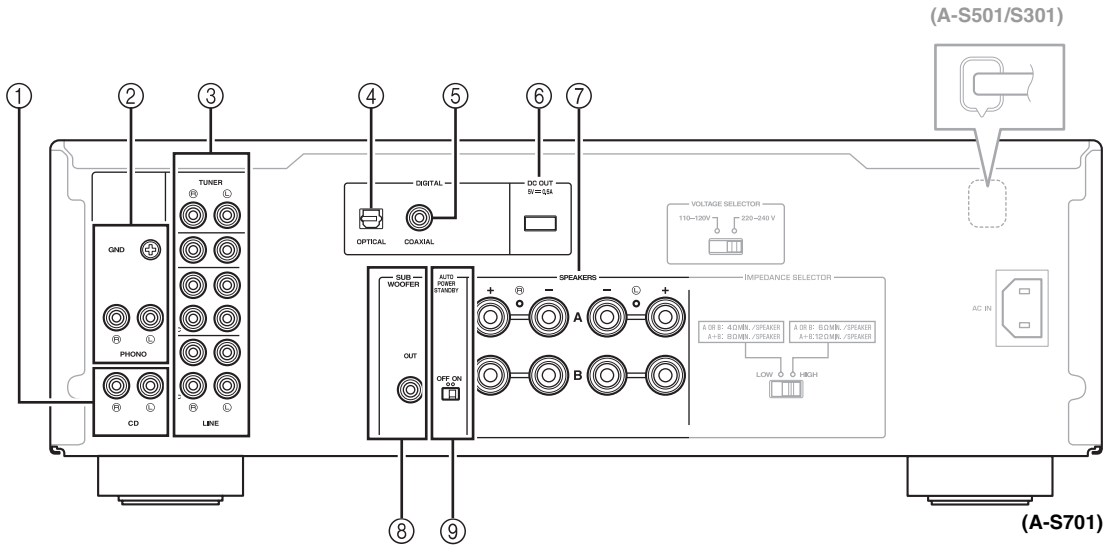 (A-S501/S301)
① ② ③ ④ ⑤ ⑥ ⑦
TUNER
Ⓡ Ⓛ
GND
Ⓡ Ⓛ
PHONO
Ⓡ Ⓛ
CD
Ⓡ Ⓛ
LINE
DIGITAL
OPTICAL
COAXIAL
DC OUT
5V 0,5A
SUB
WOOFER
OUT
AUTO
POWER
STANDBY
OFF ON
SPEAKERS
+ Ⓡ − − Ⓛ +
A
B
VOLTAGE SELECTOR
110–120V 220–240 V
IMPEDANCE SELECTOR
A OR B: 4ΩMIN. /SPEAKER
A+B: 8ΩMIN. /SPEAKER
A OR B: 6ΩMIN. /SPEAKER
A+B:12ΩMIN. /SPEAKER
LOW HIGH
AC IN
⑧ ⑨
(A-S701)